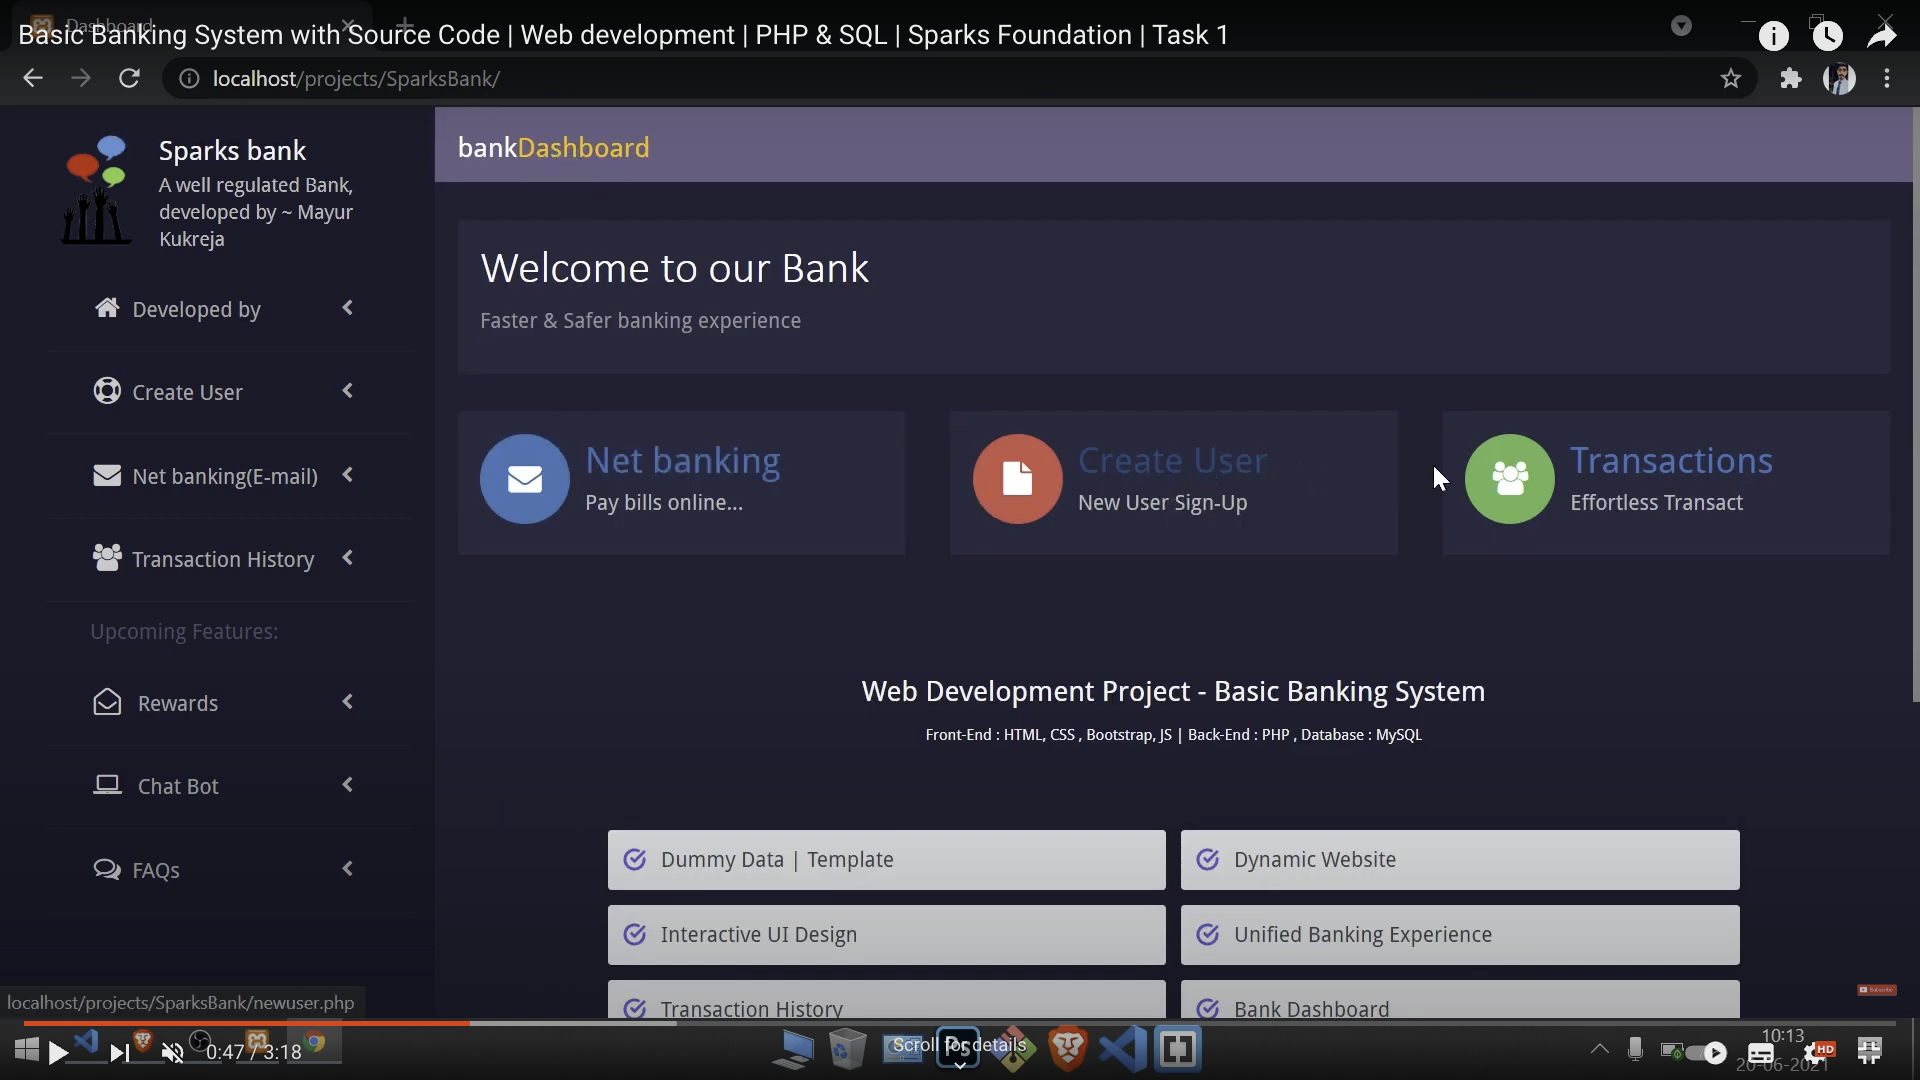 Dashboard
Basic Banking System with Source Code | Web development | PHP & SQL | Sparks Foundation | Task 1
localhost/projects/SparksBank/
Sparks bank
A well regulated Bank,
developed by ~ Mayur
Kukreja
Developed by
Create User
Net banking(E-mail)
Transaction History
Upcoming Features:
Rewards
Chat Bot
FAQs
bankDashboard
Welcome to our Bank
Faster & Safer banking experience
Net banking
Pay bills online...
Create User
New User Sign-Up
Transactions
Effortless Transact
Web Development Project - Basic Banking System
Front-End : HTML, CSS , Bootstrap, JS | Back-End : PHP , Database : MySQL
Dummy Data | Template
Dynamic Website
Interactive UI Design
Unified Banking Experience
Transaction History
Bank Dashboard
localhost/projects/SparksBank/newuser.php
Subscribe
0:47 / 3:18
Scroll for details
Ps
HD
10:13
20-06-2021